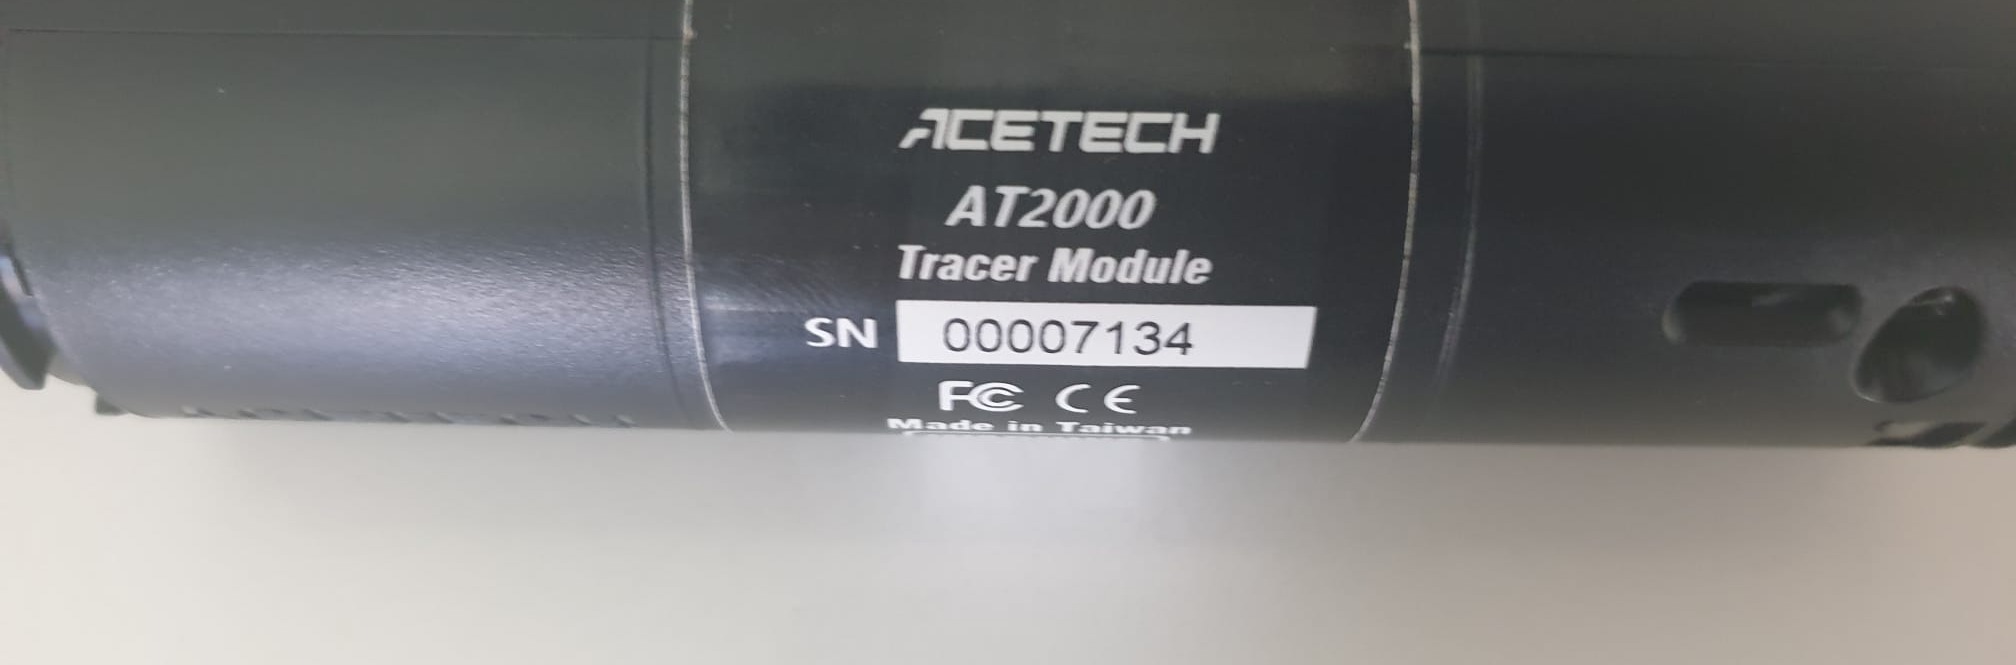 ACETECH
AT2000
Tracer Module
SN 00007134
FC CE
Made in Taiwan